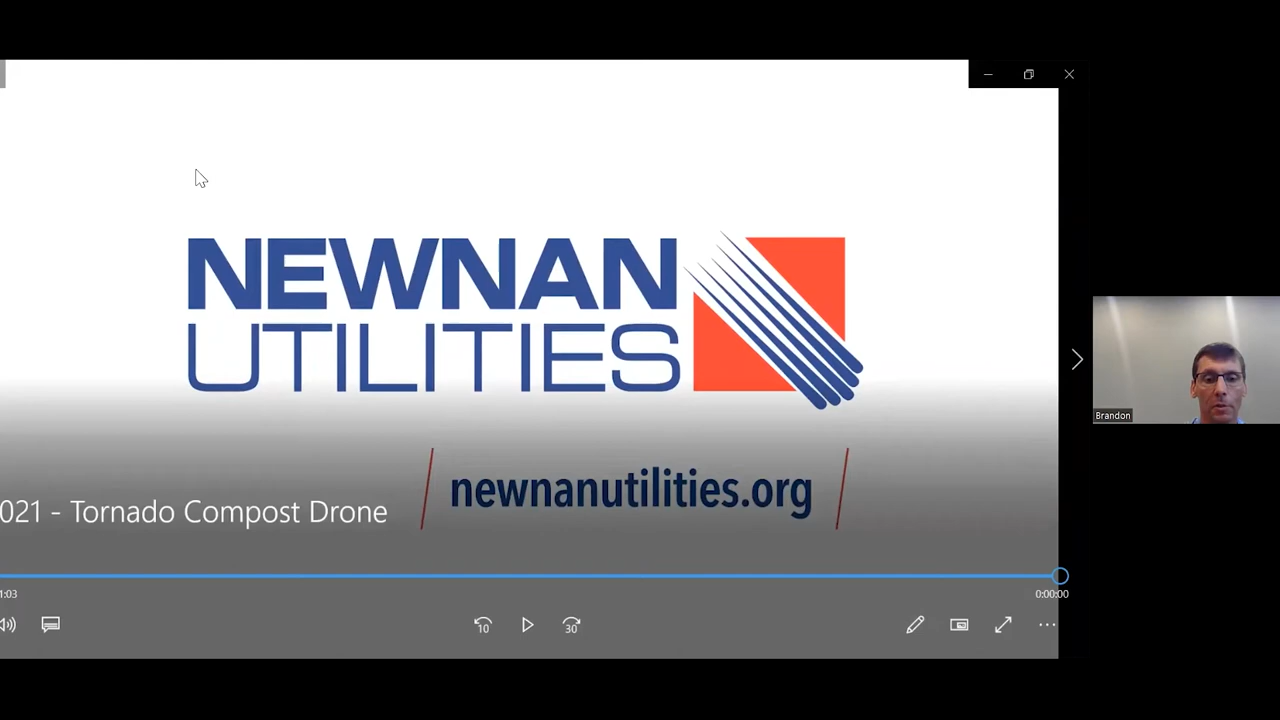 NEWNAN
UTILITIES
newnanutilities.org
021 - Tornado Compost Drone
1:03
0:00:00
10
30
Brandon